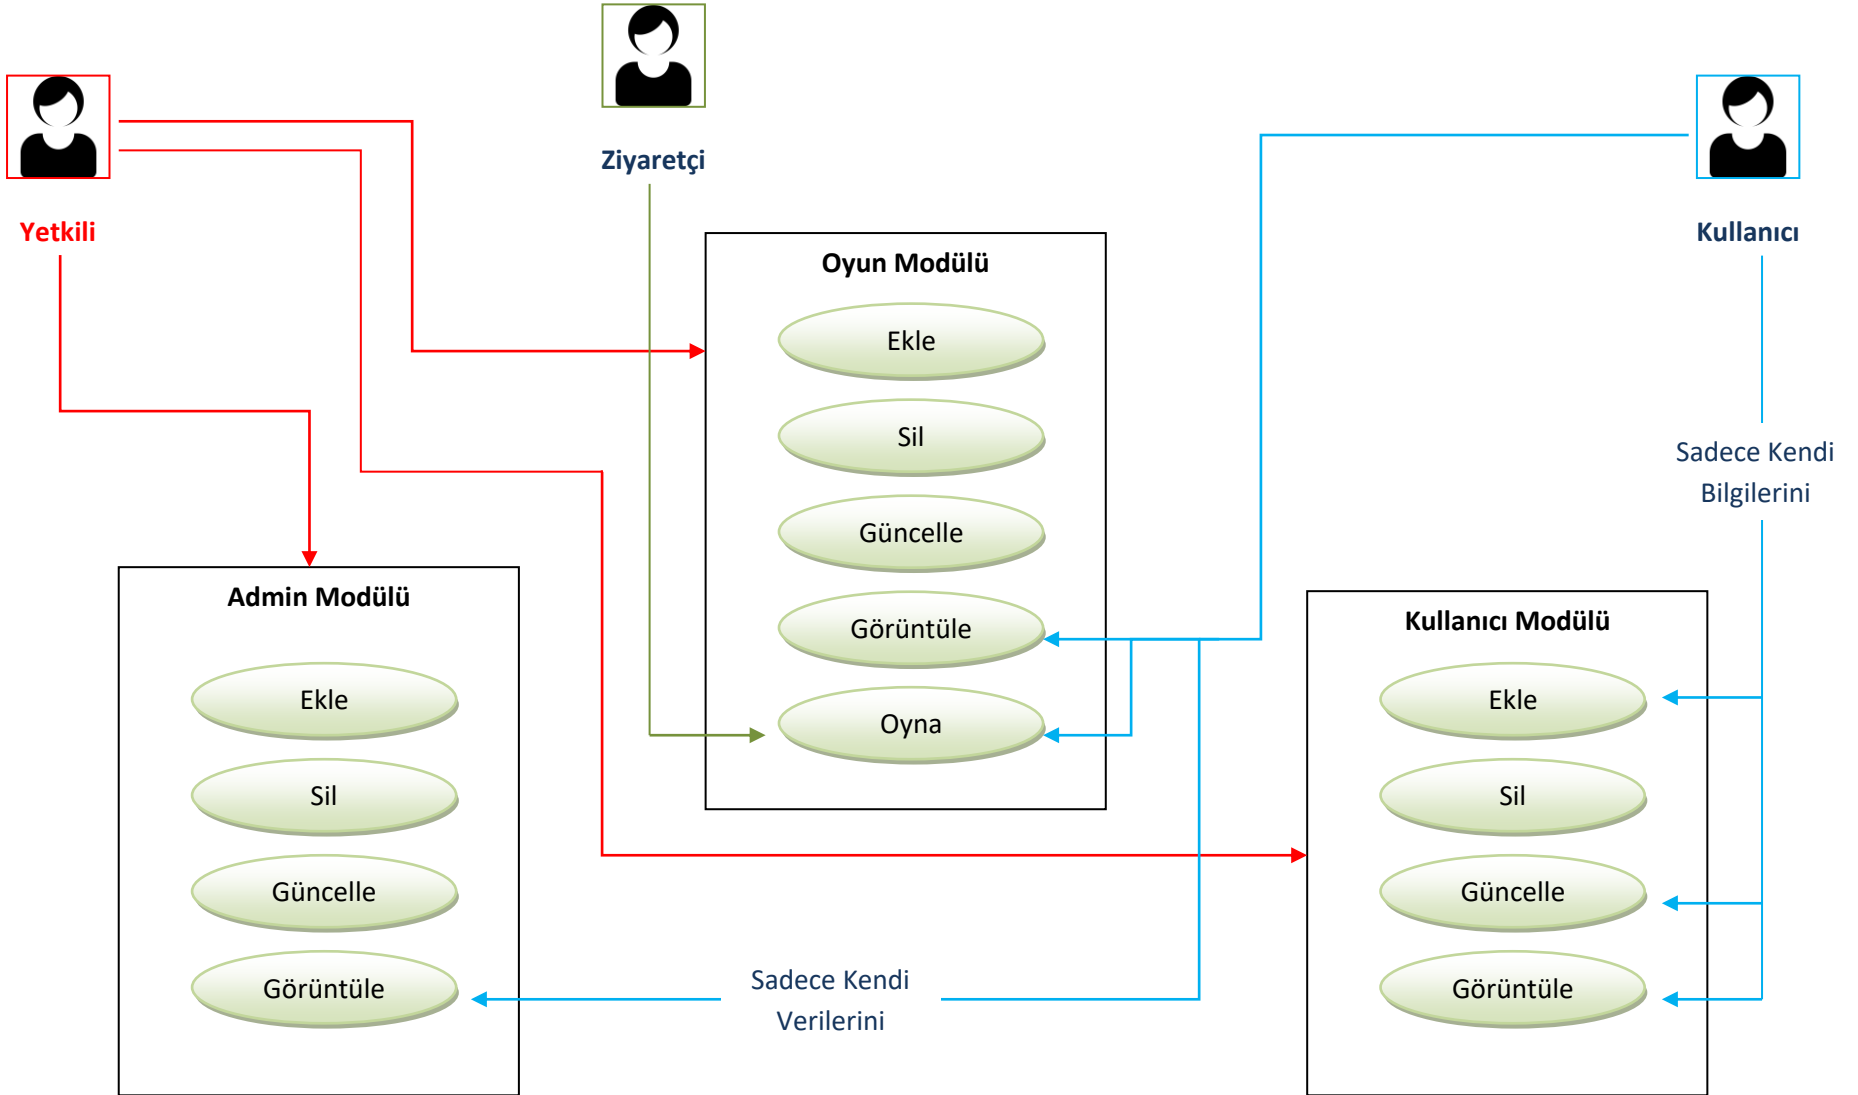 Ziyaretçi
Yetkili
Kullanıcı
Oyun Modülü
Ekle
Sil
Güncelle
Görüntüle
Oyna
Sadece Kendi
Bilgilerini
Admin Modülü
Ekle
Sil
Güncelle
Görüntüle
Kullanıcı Modülü
Ekle
Sil
Güncelle
Görüntüle
Sadece Kendi
Verilerini